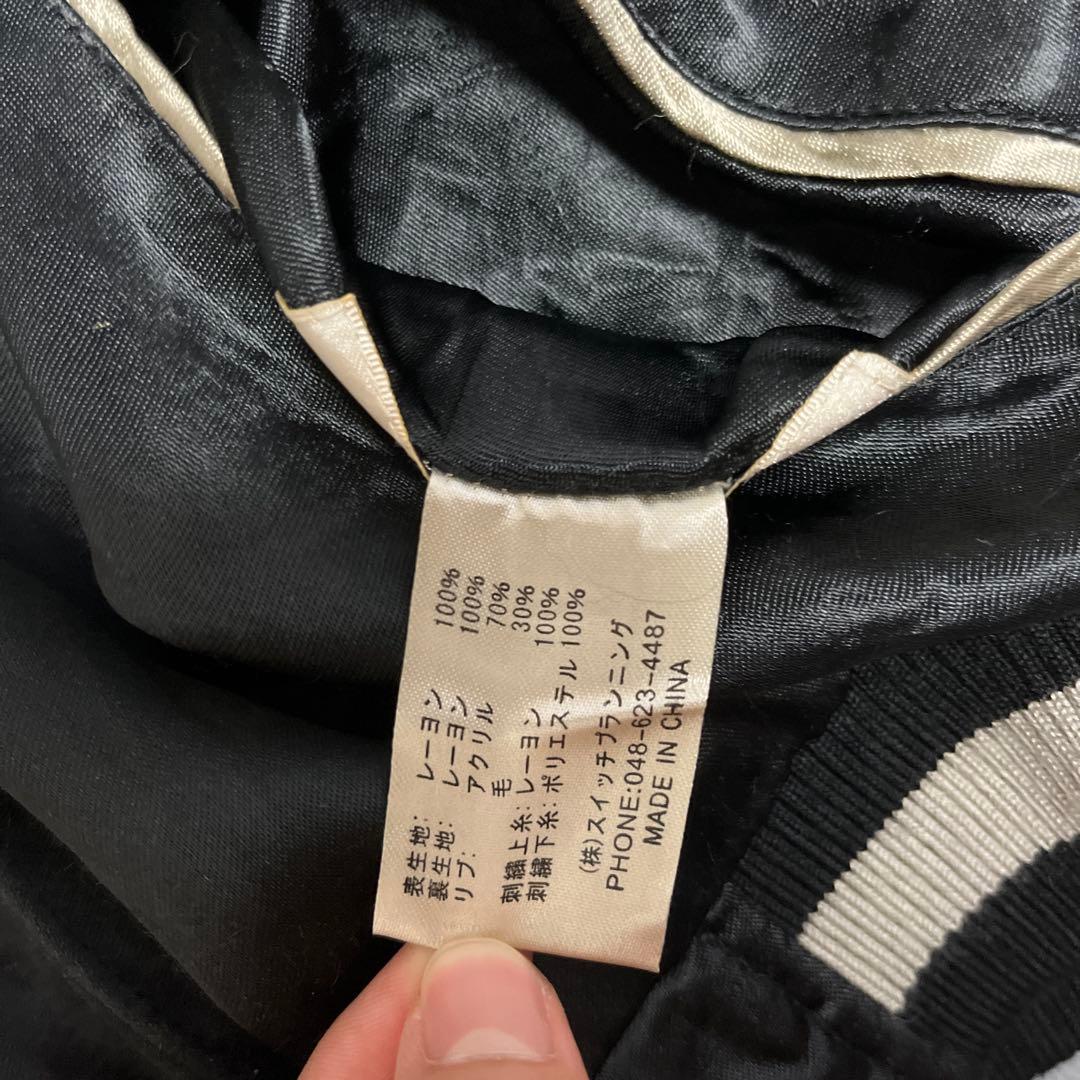 表生地: レーヨン 100%
裏生地: レーヨン 100%
リブ: アクリル 70%
毛 30%
刺繍上糸: レーヨン 100%
刺繍下糸: ポリエステル 100%
(株)スイッチプランニング
PHONE:048-623-4487
MADE IN CHINA